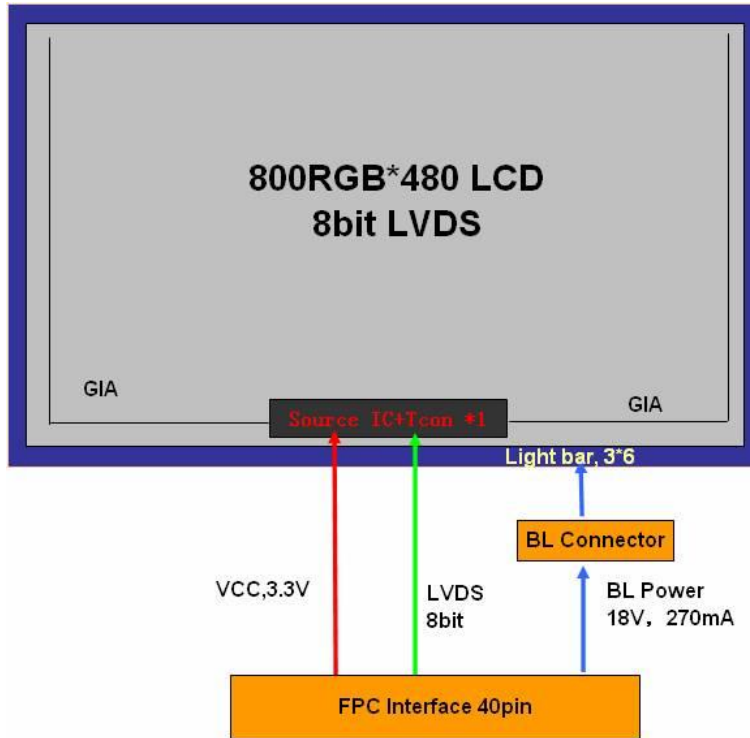 800RGB*480 LCD
8bit LVDS
GIA
GIA
Source IC+Tcon *1
Light bar, 3*6
BL Connector
VCC,3.3V
LVDS
8bit
BL Power
18V，270mA
FPC Interface 40pin